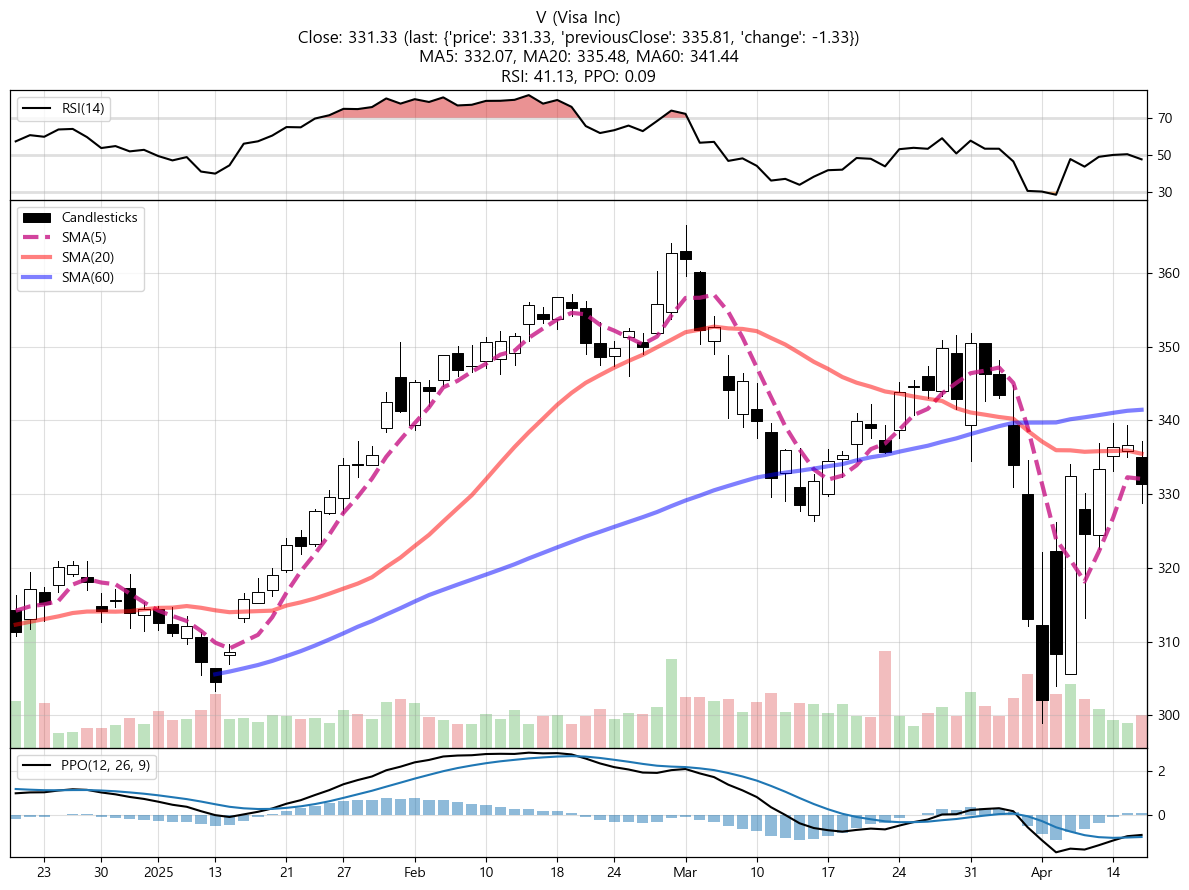 V (Visa Inc)
Close: 331.33 (last: {'price': 331.33, 'previousClose': 335.81, 'change': -1.33})
MA5: 332.07, MA20: 335.48, MA60: 341.44
RSI: 41.13, PPO: 0.09
RSI(14)
70
50
30
Candlesticks
SMA(5)
SMA(20)
SMA(60)
360
350
340
330
320
310
300
PPO(12, 26, 9)
2
0
23 30 2025 13 21 27 Feb 10 18 24 Mar 10 17 24 31 Apr 14